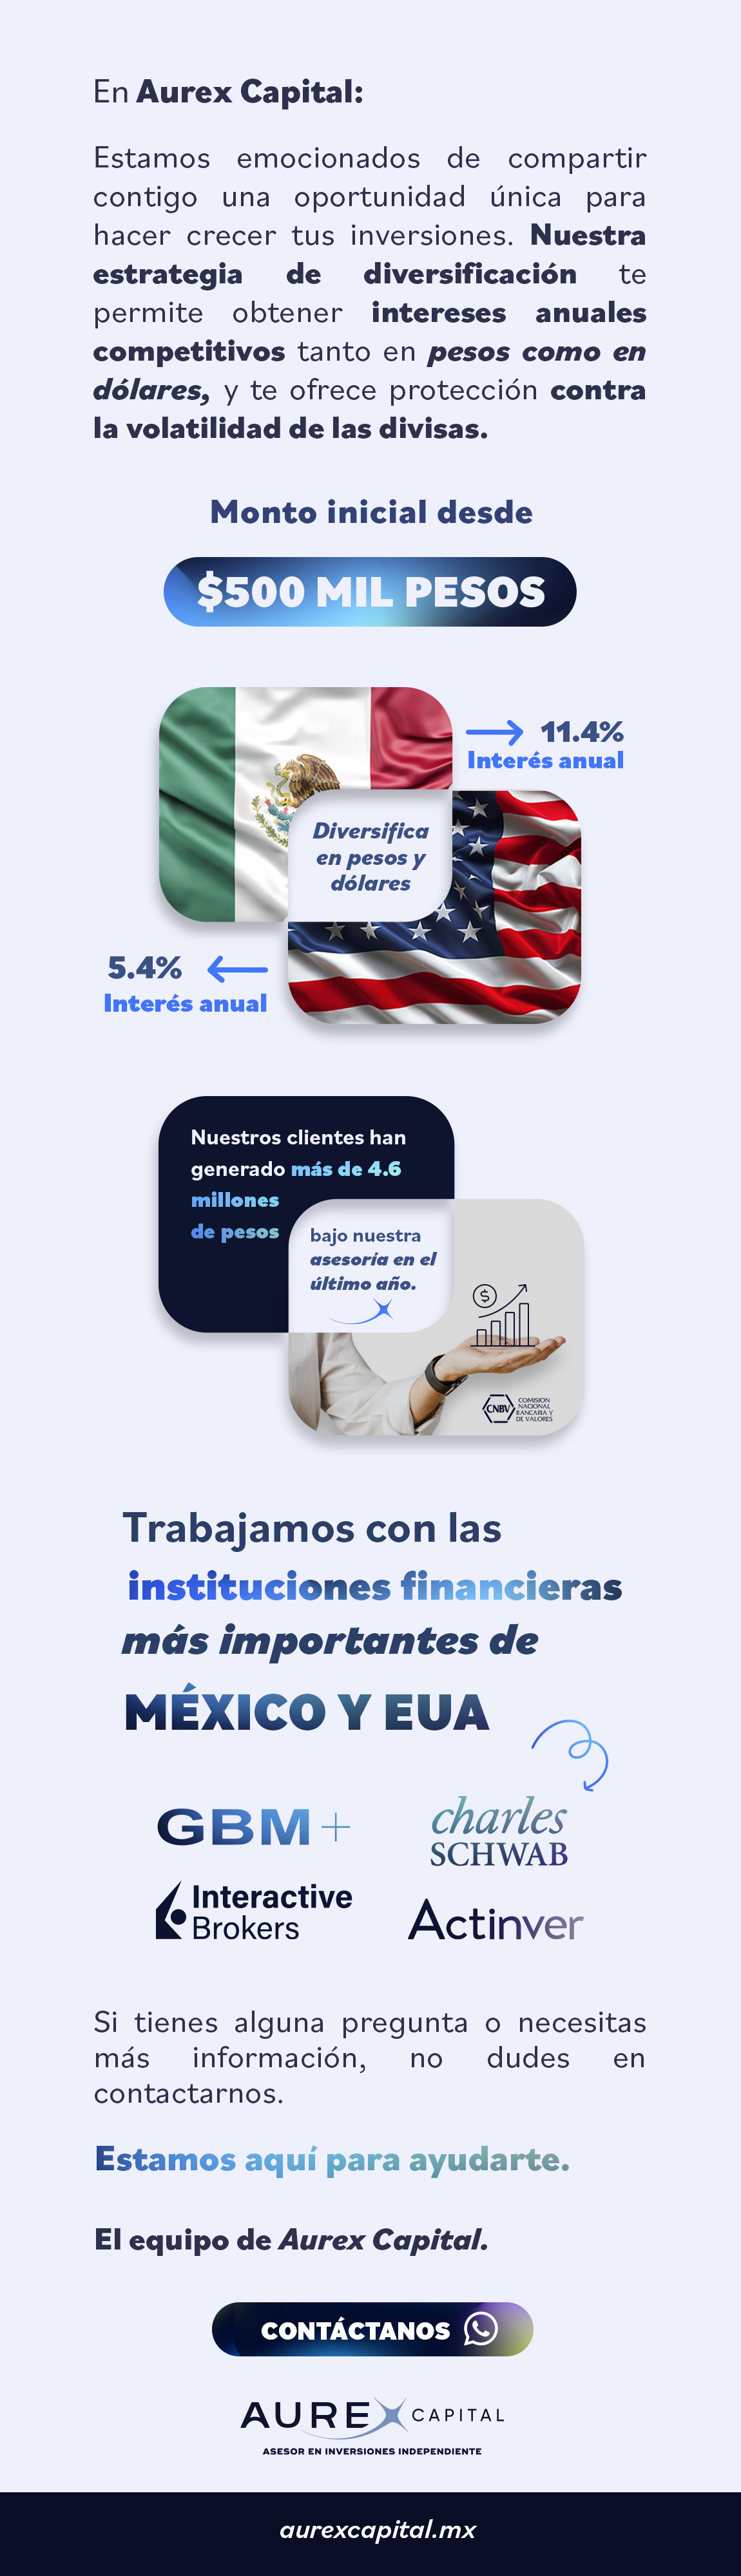 En Aurex Capital:
Estamos emocionados de compartir
contigo una oportunidad única para
hacer crecer tus inversiones. Nuestra
estrategia de diversificación te
permite obtener intereses anuales
competitivos tanto en pesos como en
dólares, y te ofrece protección contra
la volatilidad de las divisas.
Monto inicial desde
$500 MIL PESOS
11.4%
Interés anual
Diversifica
en pesos y
dólares
5.4%
Interés anual
Nuestros clientes han
generado más de 4.6
millones
de pesos
bajo nuestra
asesoría en el
último año.
$
CNBV
COMISION
NACIONAL
BANCARIA Y
DE VALORES
Trabajamos con las
instituciones financieras
más importantes de
MÉXICO Y EUA
GBM+
charles
SCHWAB
Interactive
Brokers
Actinver
Si tienes alguna pregunta o necesitas
más información, no dudes en
contactarnos.
Estamos aquí para ayudarte.
El equipo de Aurex Capital.
CONTÁCTANOS
AUREX CAPITAL
ASESOR EN INVERSIONES INDEPENDIENTE
aurexcapital.mx